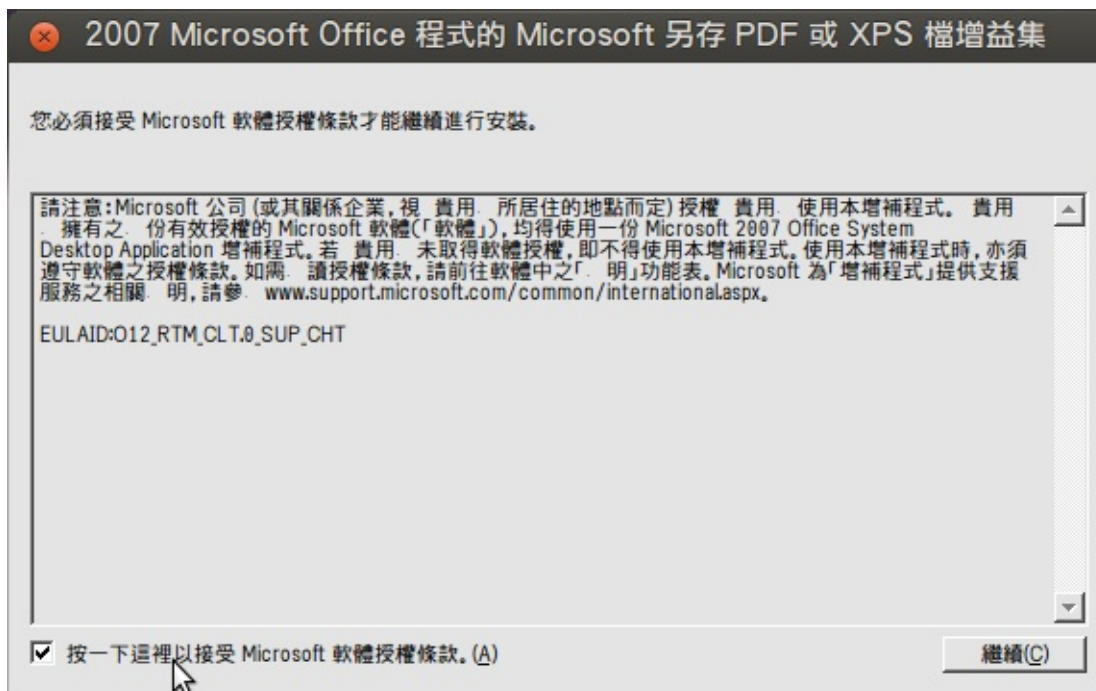 2007 Microsoft Office 程式的 Microsoft 另存 PDF 或 XPS 檔增益集
您必須接受 Microsoft 軟體授權條款才能繼續進行安裝。
請注意:Microsoft 公司 (或其關係企業, 視 貴用 所居住的地點而定) 授權 貴用 使用本增補程式。 貴用
擁有之 份有效授權的 Microsoft 軟體(「軟體」), 均得使用一份 Microsoft 2007 Office System
Desktop Application 增補程式。若 貴用 未取得軟體授權, 即不得使用本增補程式。使用本增補程式時, 亦須
遵守軟體之授權條款。如需 讀授權條款, 請前往軟體中之「 明」功能表。Microsoft 為「增補程式」提供支援
服務之相關 明, 請參 www.support.microsoft.com/common/international.aspx。
EULAID:O12_RTM_CLT.0_SUP_CHT
按一下這裡以接受 Microsoft 軟體授權條款。(A)
繼續(C)